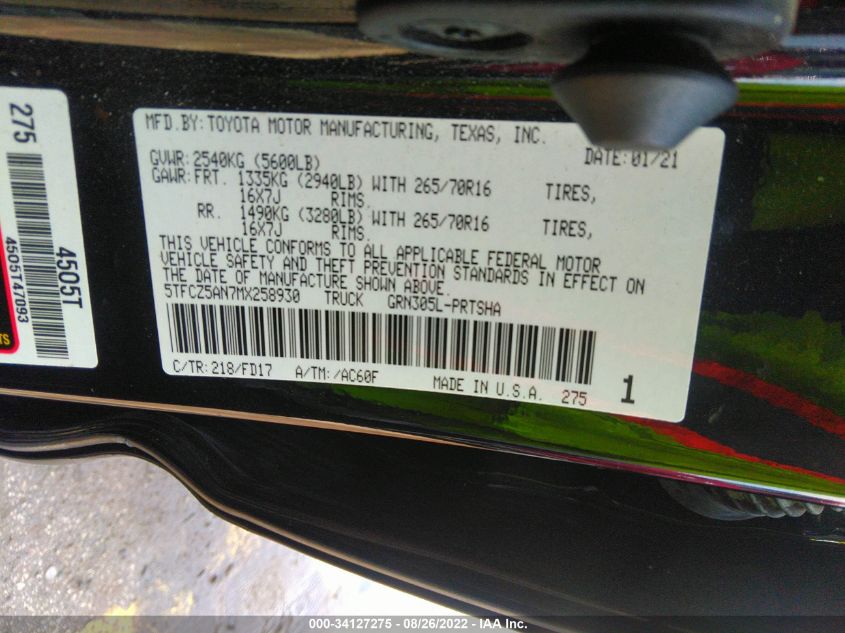 275
4505T
4505147093
TS
MFD.BY:TOYOTA MOTOR MANUFACTURING, TEXAS, INC.
GVWR:2540KG (5600LB) DATE:01/21
GAWR:FRT. 1335KG (2940LB) WITH 265/70R16 TIRES,
16X7J RIMS.
RR. 1490KG (3280LB) WITH 265/70R16 TIRES,
16X7J RIMS.
THIS VEHICLE CONFORMS TO ALL APPLICABLE FEDERAL MOTOR
VEHICLE SAFETY AND THEFT PREVENTION STANDARDS IN EFFECT ON
THE DATE OF MANUFACTURE SHOWN ABOVE.
5TFCZ5AN7MX258930 TRUCK GRN305L-PRTSHA
C/TR:218/FD17 A/TM:/AC60F MADE IN U.S.A. 275 1
000-34127275 - 08/26/2022 - IAA Inc.